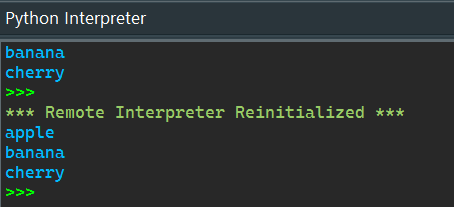 Python Interpreter
banana
cherry
>>>
*** Remote Interpreter Reinitialized ***
apple
banana
cherry
>>>